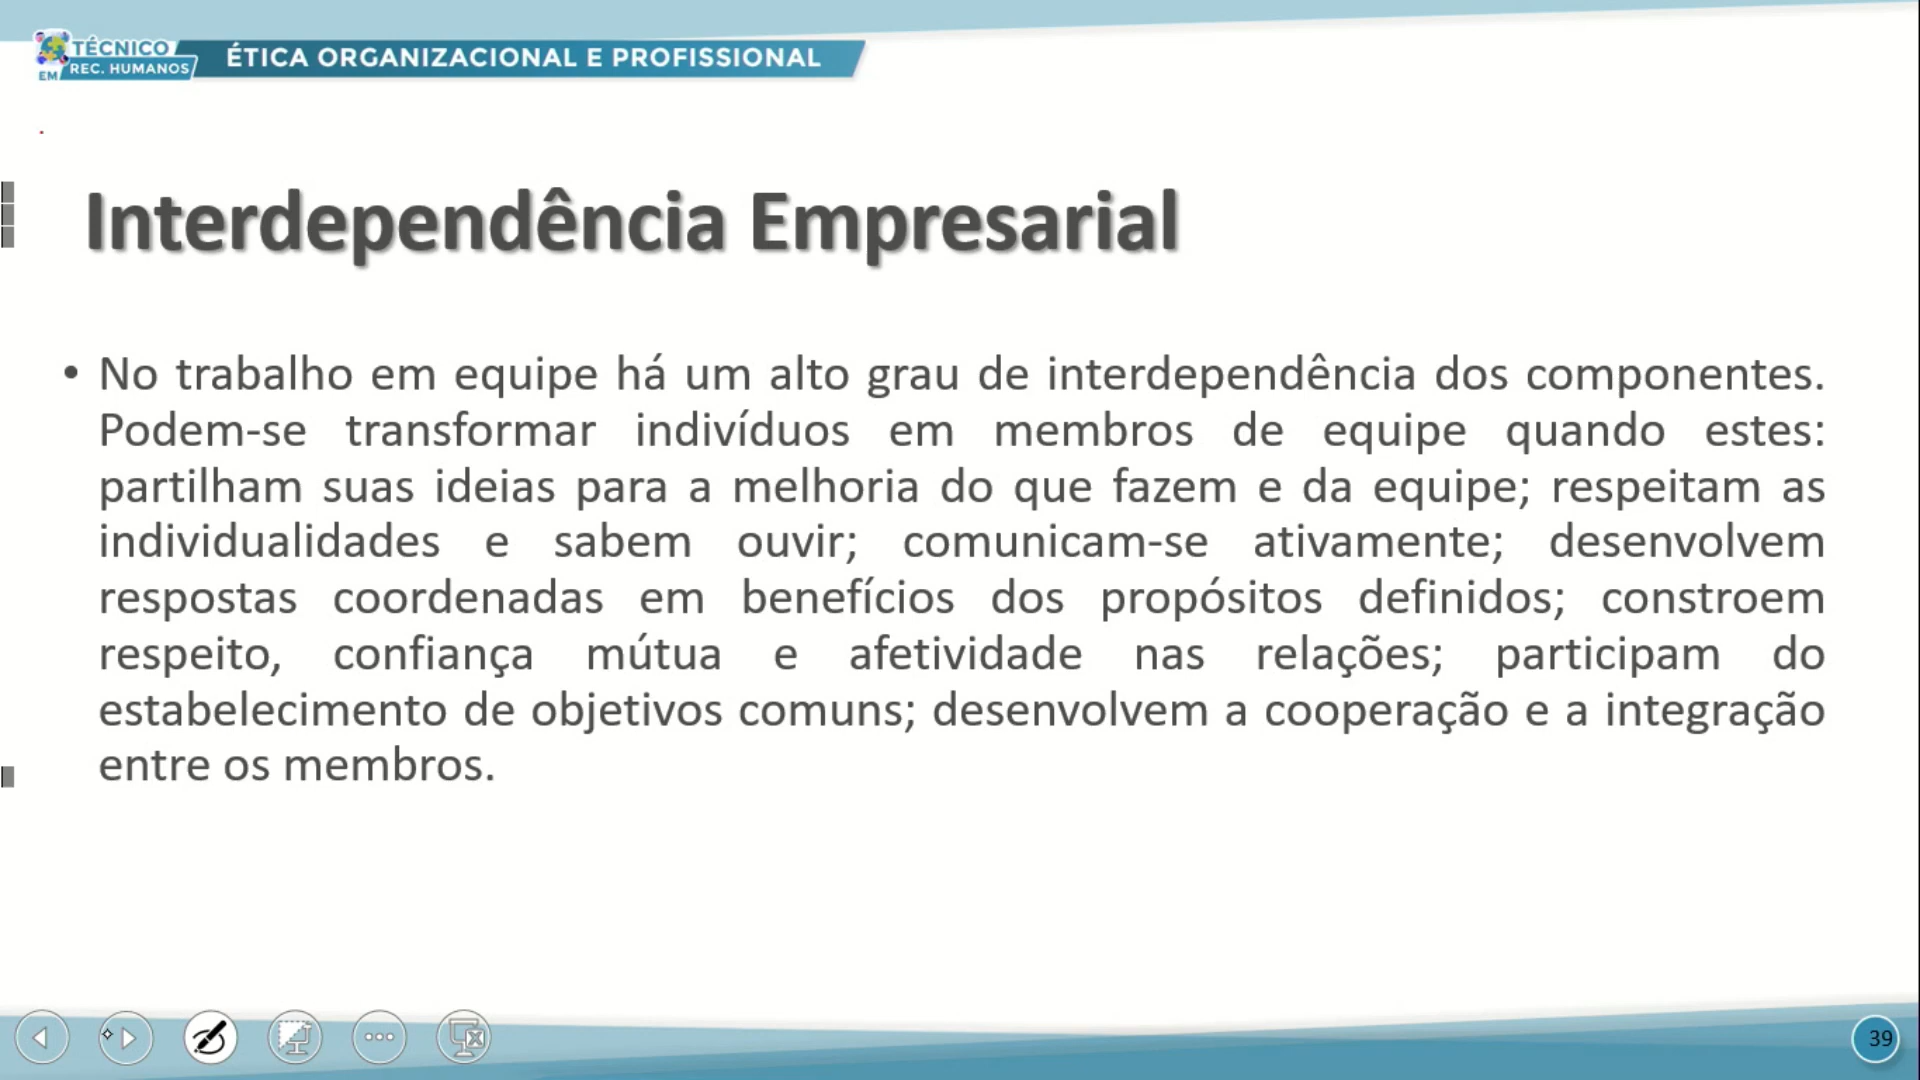 TÉCNICO
EM REC. HUMANOS
ÉTICA ORGANIZACIONAL E PROFISSIONAL
Interdependência Empresarial
• No trabalho em equipe há um alto grau de interdependência dos componentes.
Podem-se transformar indivíduos em membros de equipe quando estes:
partilham suas ideias para a melhoria do que fazem e da equipe; respeitam as
individualidades e sabem ouvir; comunicam-se ativamente; desenvolvem
respostas coordenadas em benefícios dos propósitos definidos; constroem
respeito, confiança mútua e afetividade nas relações; participam do
estabelecimento de objetivos comuns; desenvolvem a cooperação e a integração
entre os membros.
39